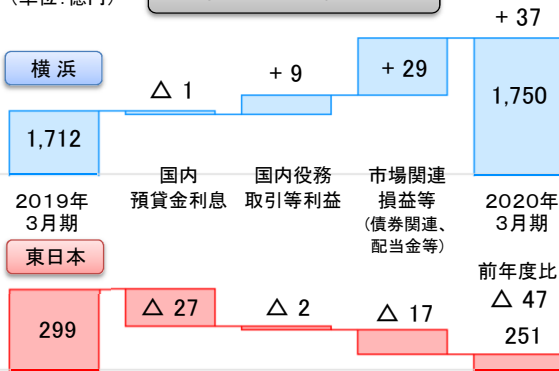 (単位:億円)
+ 37
横浜
△ 1
+ 9
+ 29
1,712
1,750
国内
預貸金利息
国内役務
取引等利益
市場関連
損益等
(債券関連、
配当金等)
2019年
3月期
2020年
3月期
東日本
前年度比
△ 47
299
△ 27
△ 2
△ 17
251